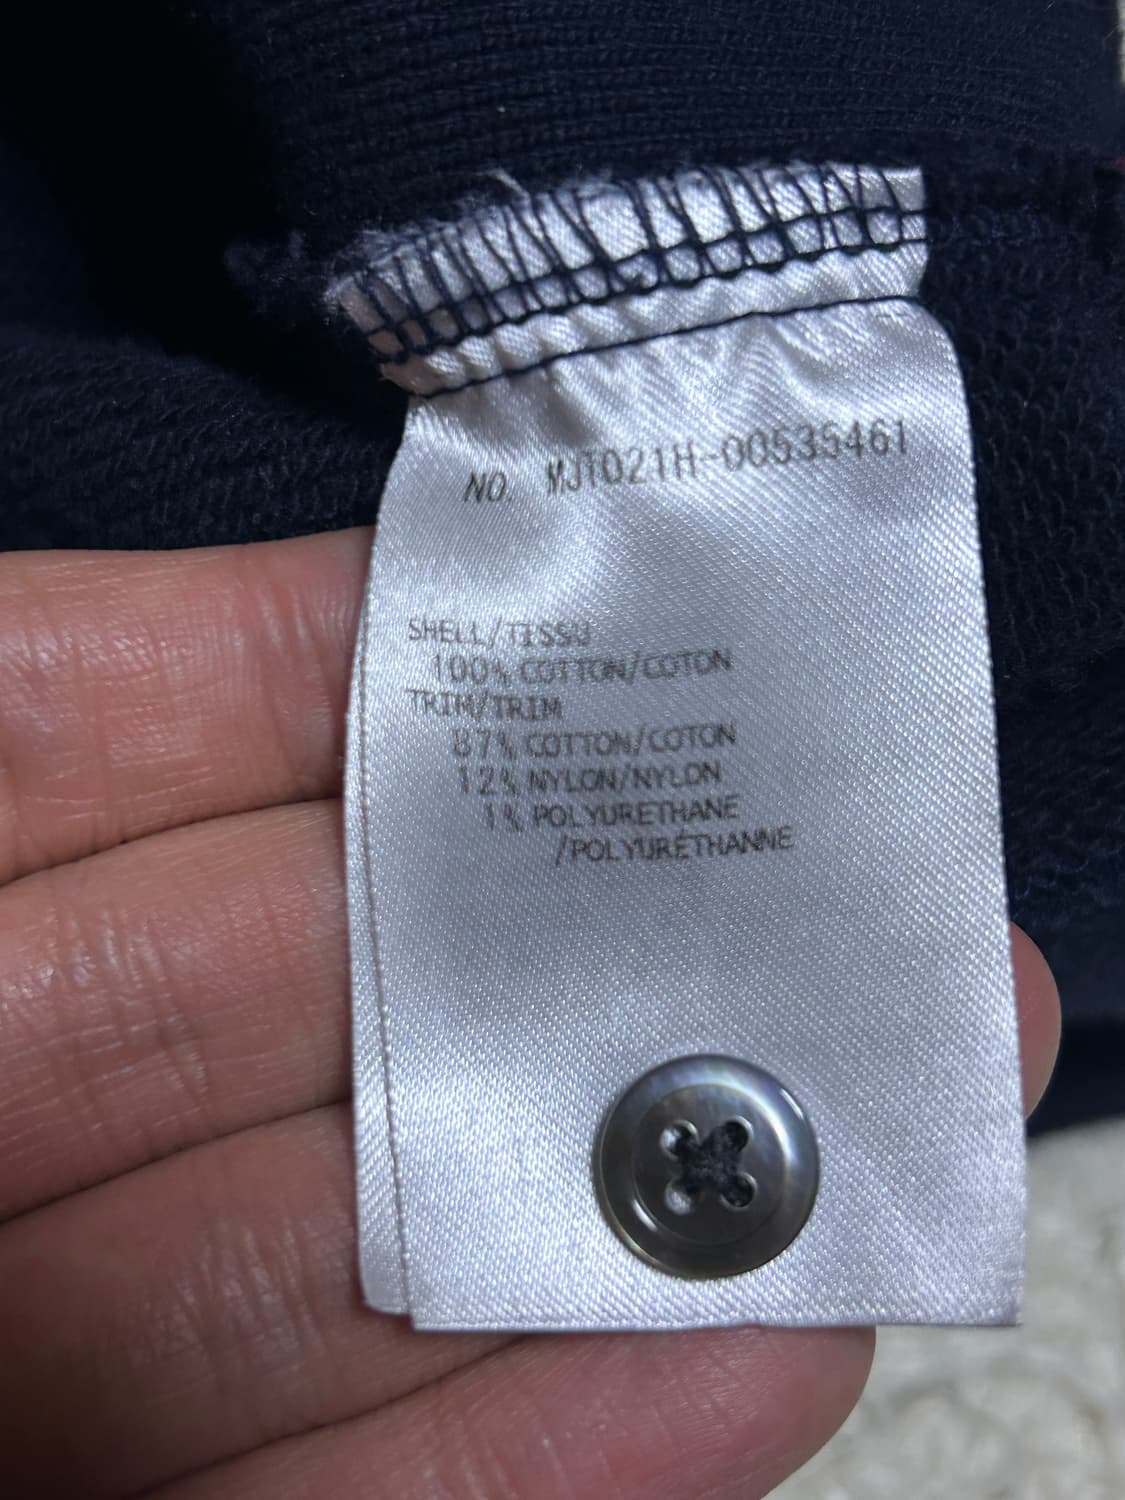 NO. MJT021H-00535461
SHELL/TISSU
100% COTTON/COTON
TRIM/TRIM
87% COTTON/COTON
12% NYLON/NYLON
1% POLYURETHANE
/POLYURÉTHANNE